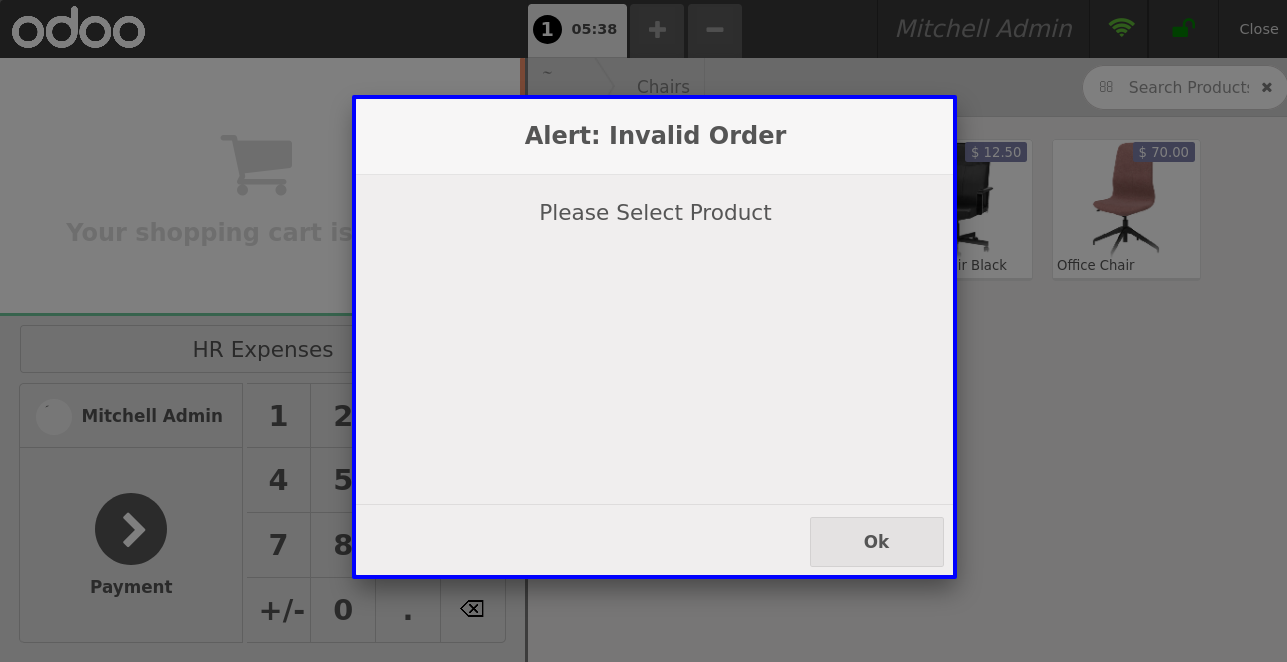 odoo
1 05:38 + −
Mitchell Admin
Close
~
Chairs
Search Products
Alert: Invalid Order
Please Select Product
Ok
Your shopping cart is
$ 12.50
$ 70.00
ir Black
Office Chair
HR Expenses
Mitchell Admin
Payment
1 2
4 5
7 8
+/- 0 .